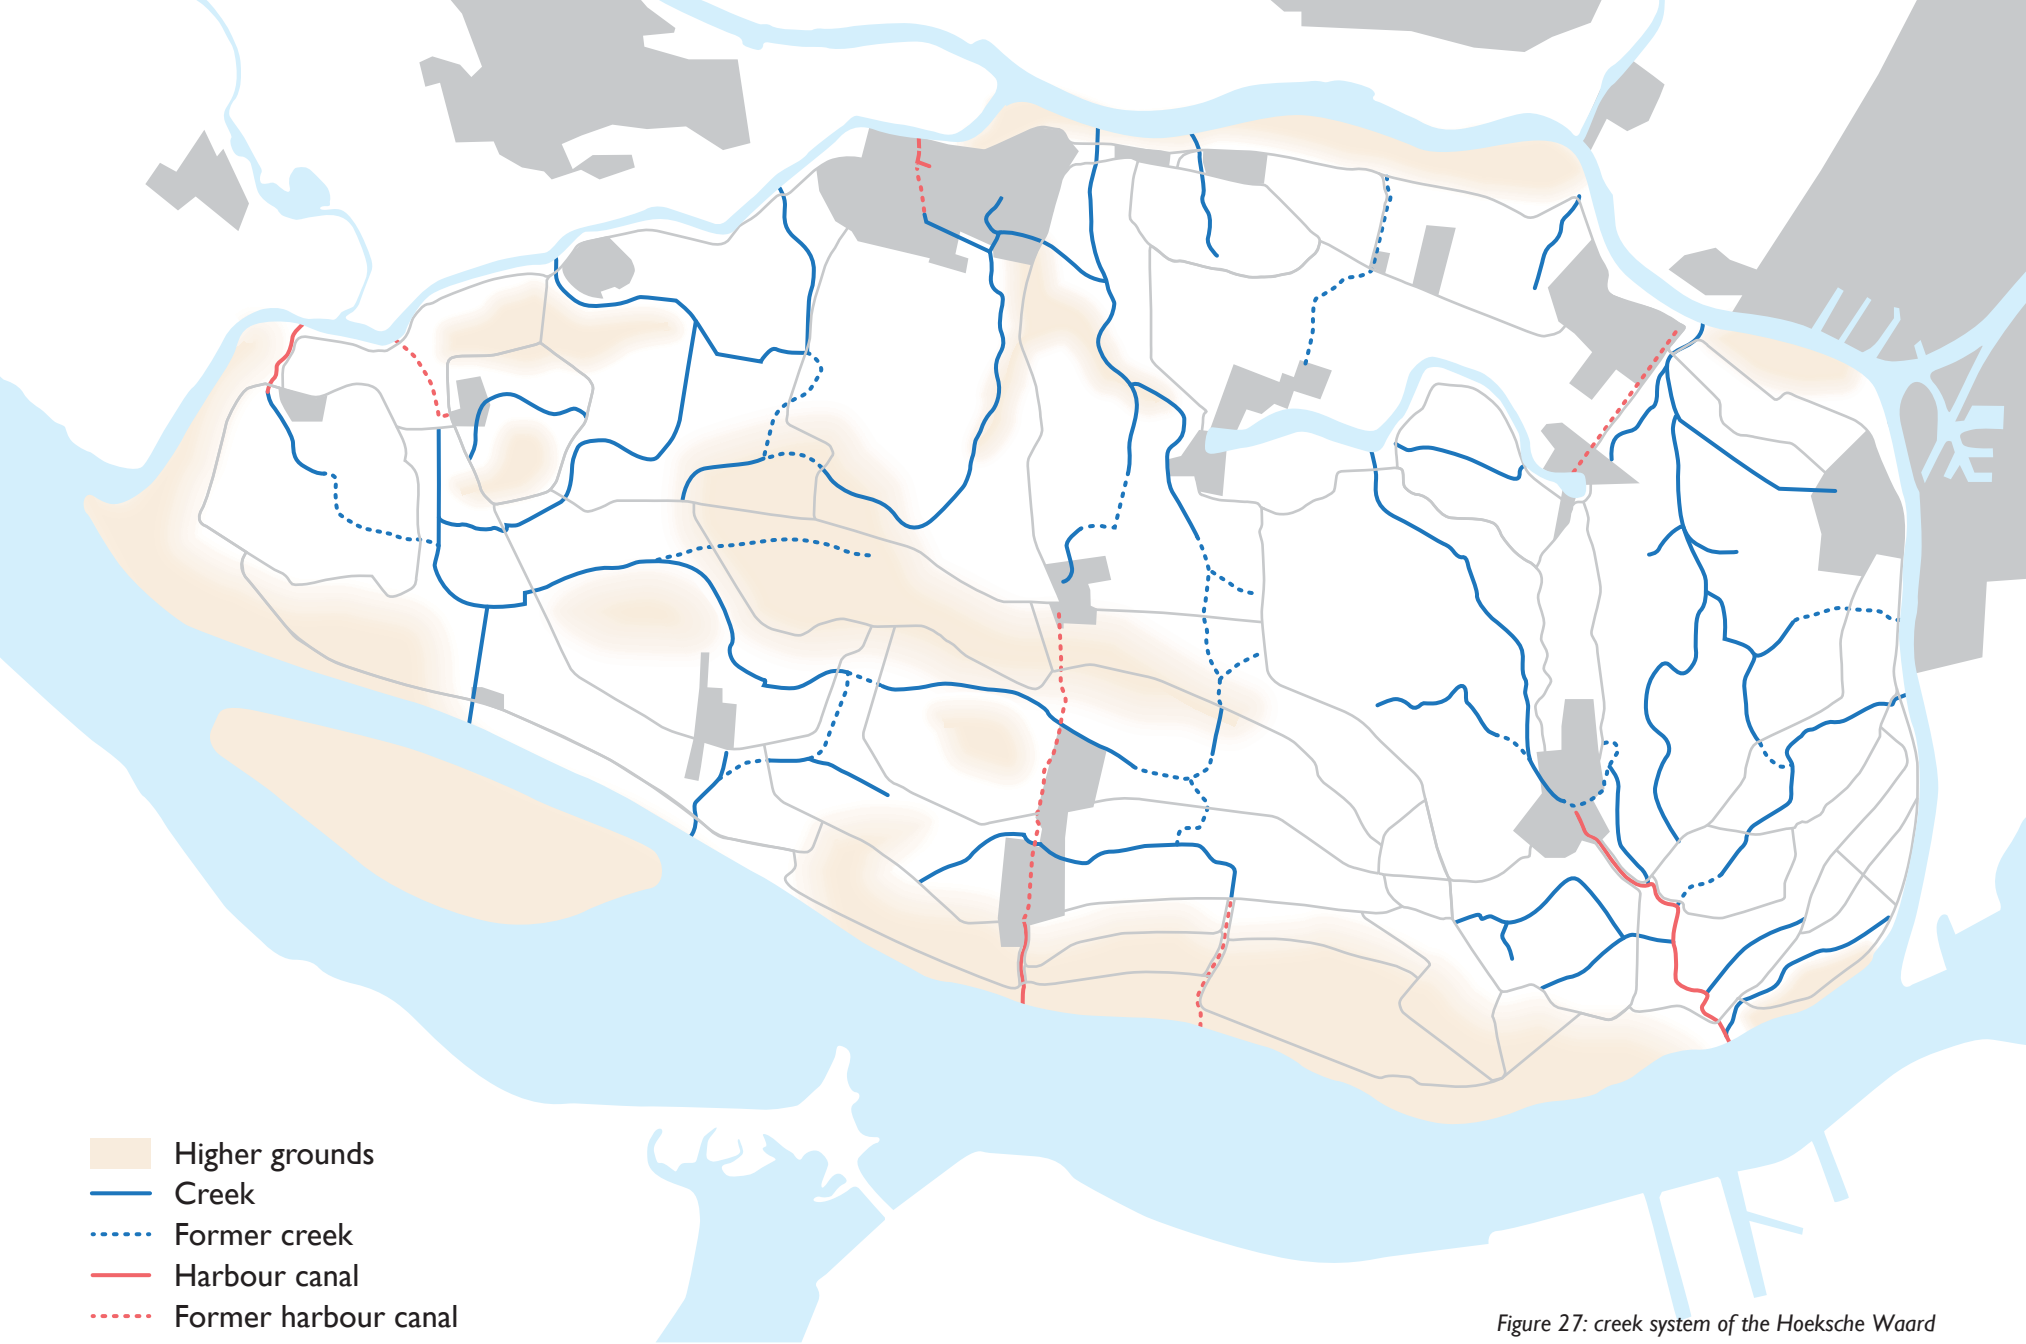 Higher grounds
Creek
Former creek
Harbour canal
Former harbour canal
Figure 27: creek system of the Hoeksche Waard